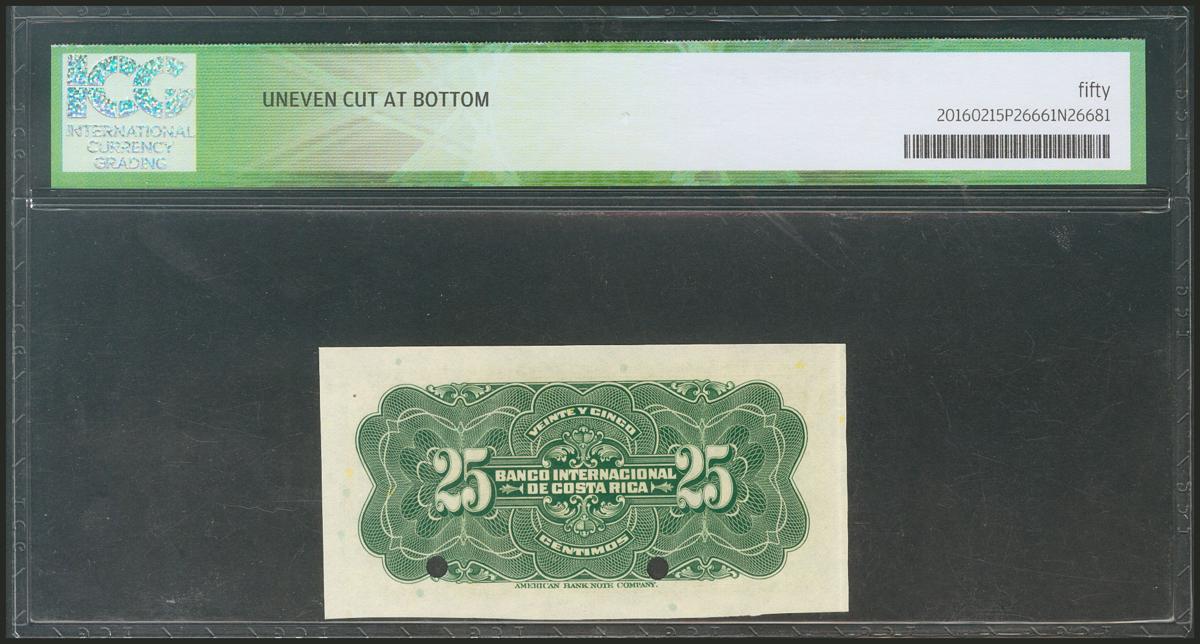 ICG
INTERNATIONAL
CURRENCY
GRADING
UNEVEN CUT AT BOTTOM
fifty
20160215P26661N26681
VEINTE Y CINCO
25
BANCO INTERNACIONAL
DE COSTA RICA
25
CENTIMOS
AMERICAN BANK NOTE COMPANY.